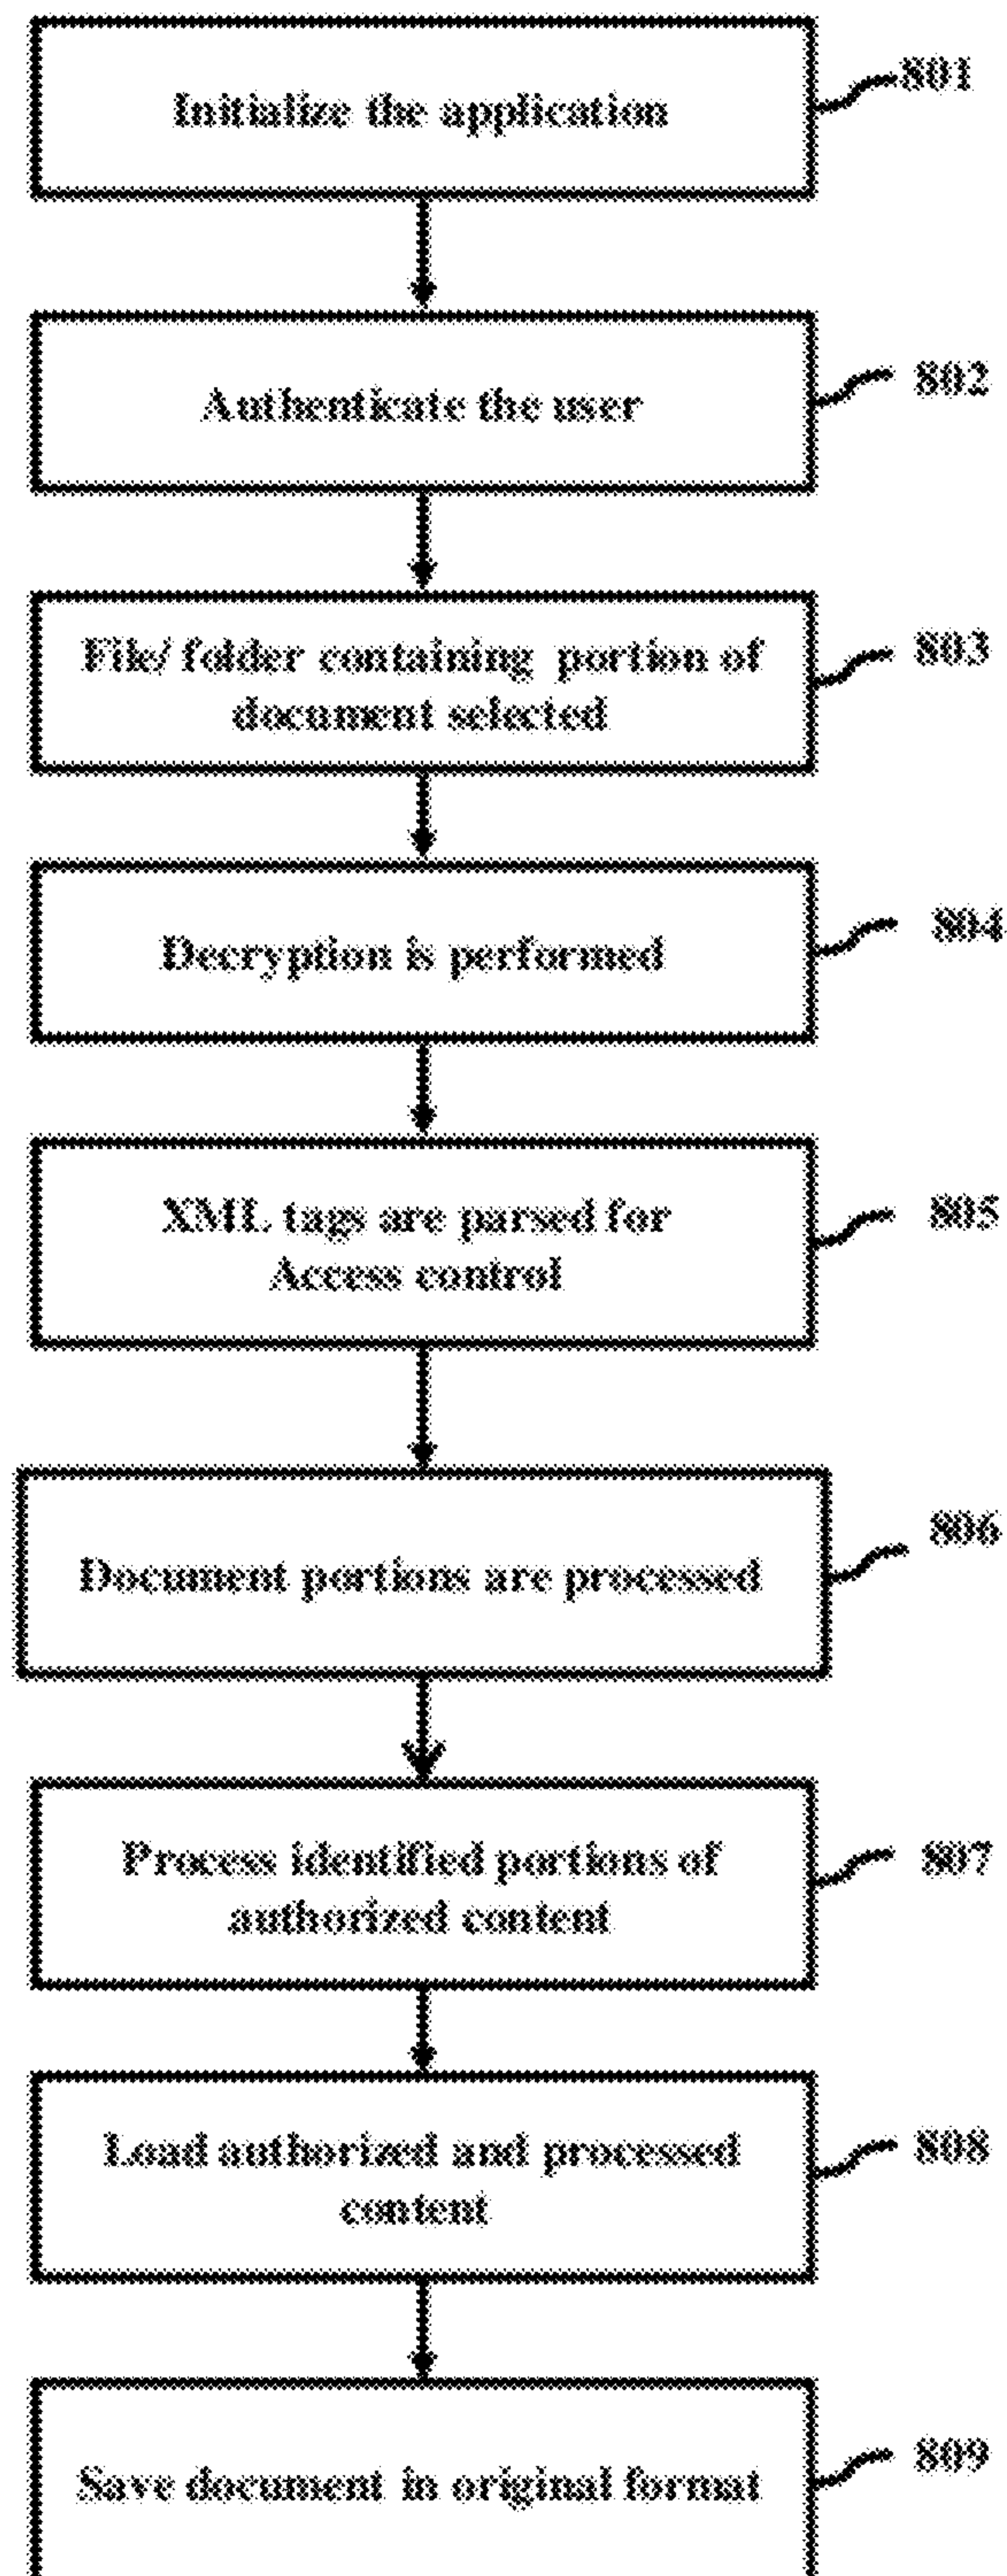 Initialize the application
801
Authenticate the user
802
File/ folder containing portion of
document selected
803
Decryption is performed
804
XML tags are parsed for
Access control
805
Document portions are processed
806
Process identified portions of
authorized content
807
Load authorized and processed
content
808
Save document in original format
809